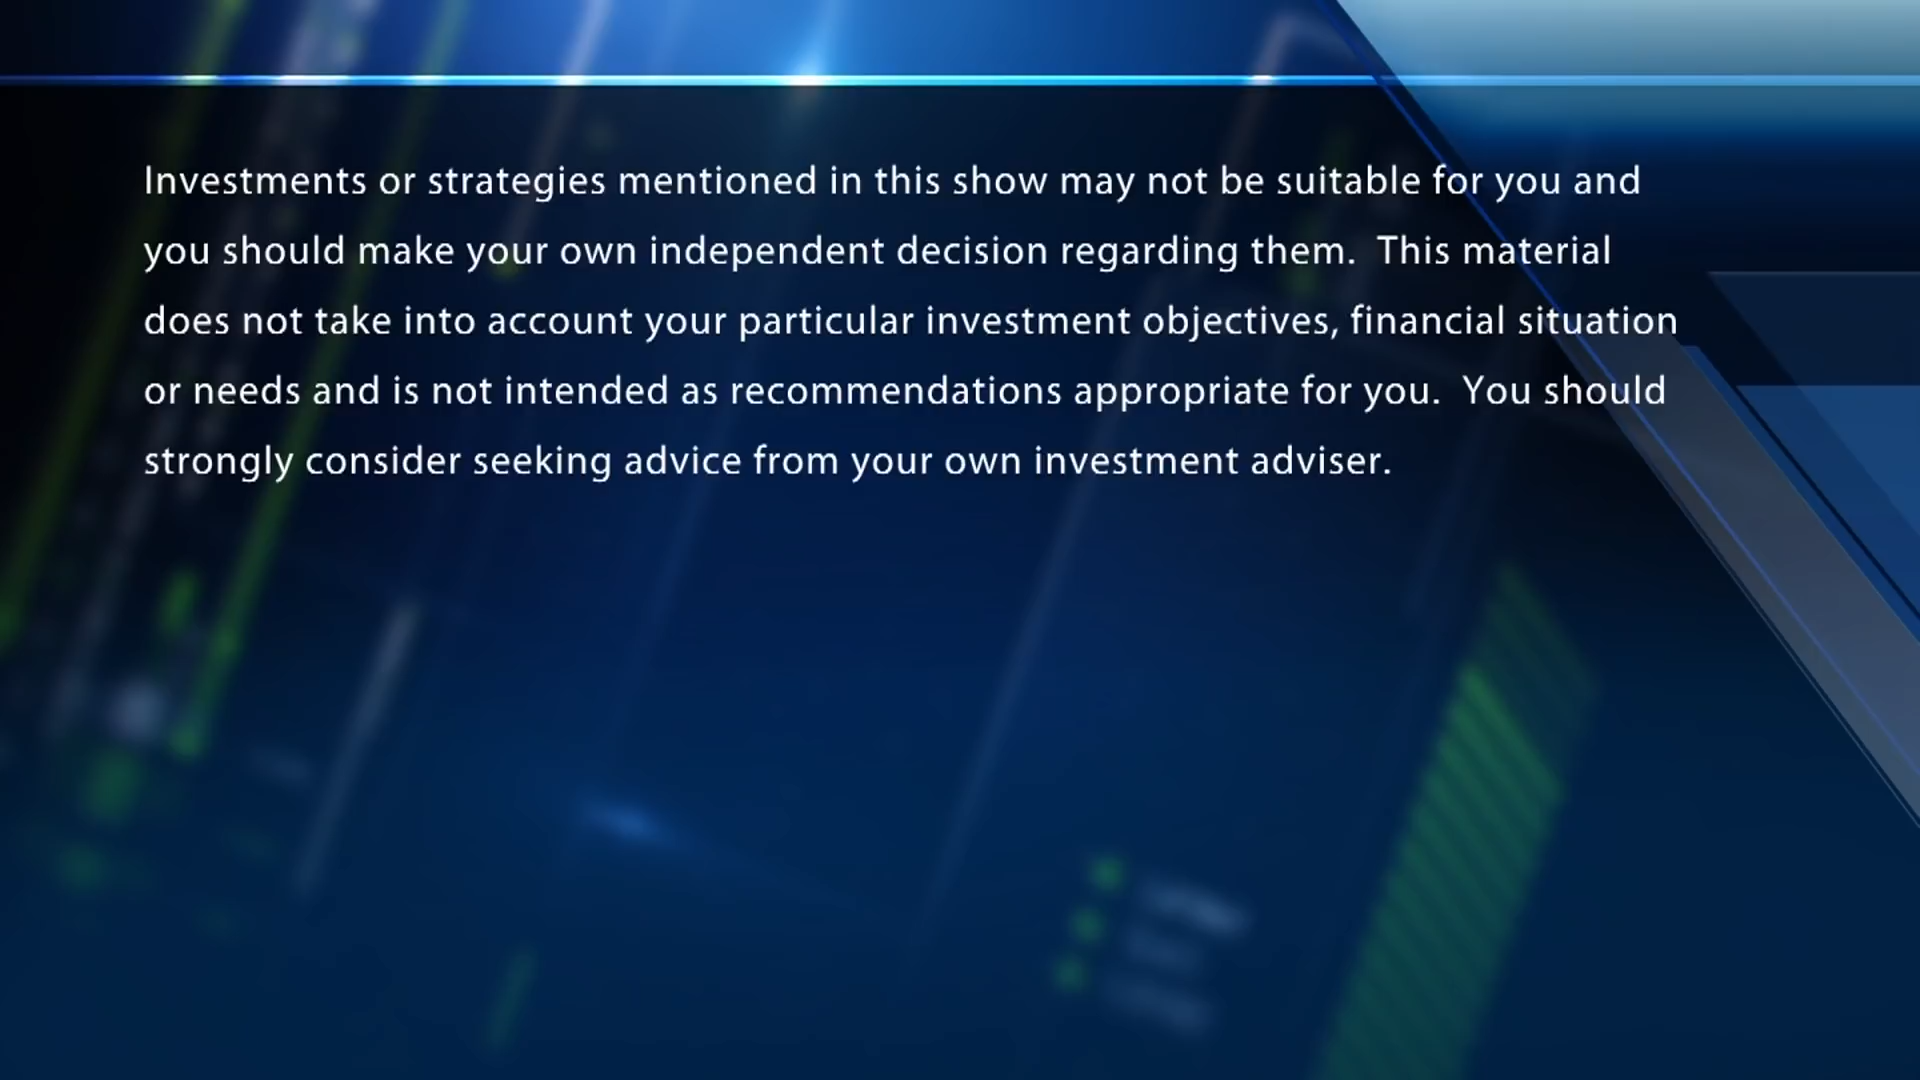 Investments or strategies mentioned in this show may not be suitable for you and
you should make your own independent decision regarding them.  This material
does not take into account your particular investment objectives, financial situation
or needs and is not intended as recommendations appropriate for you.  You should
strongly consider seeking advice from your own investment adviser.